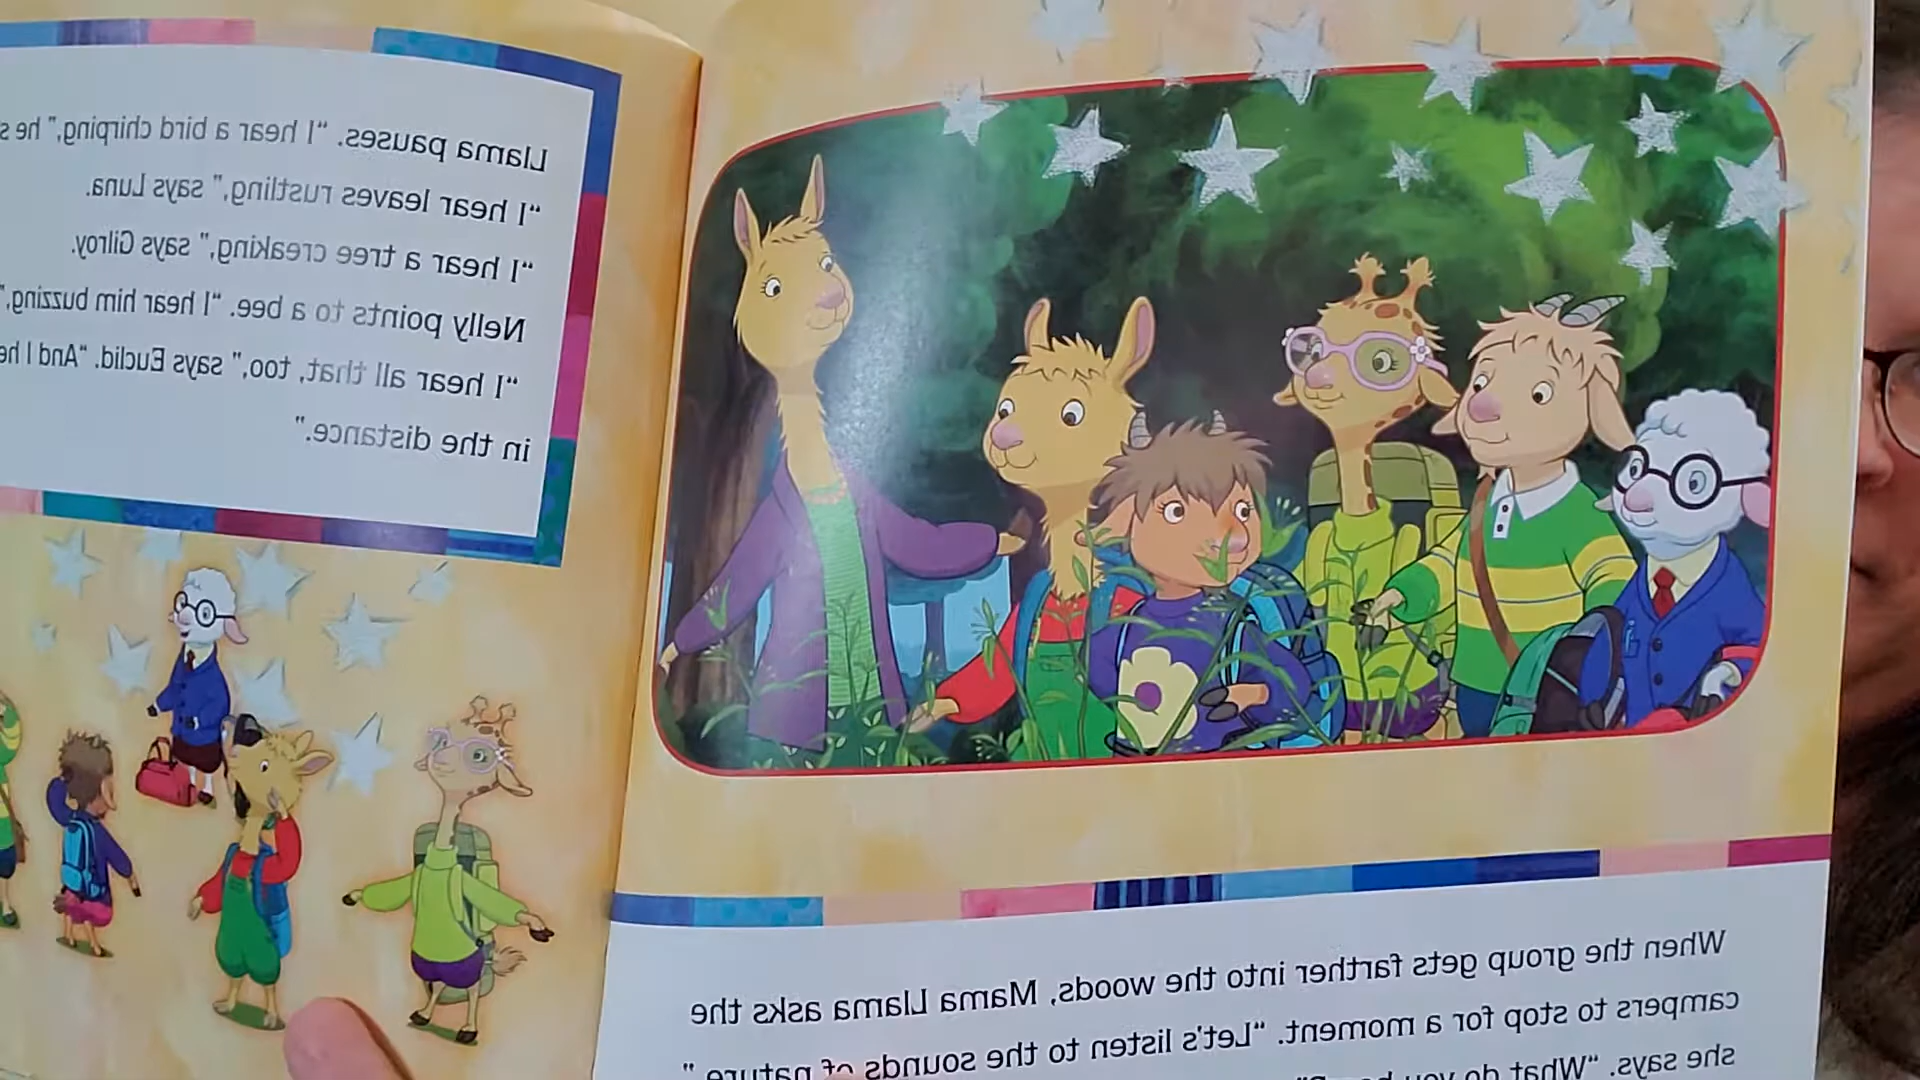 When the group gets farther into the woods, Mama Llama asks the
campers to stop for a moment. “Let's listen to the sounds of nature,”
she says. “What do you
Llama pauses. “I hear a bird chirping,” he
“I hear leaves rustling,” says Luna.
“I hear a tree creaking,” says Gilroy.
Nelly points to a bee. “I hear him buzzing,”
“I hear all that, too,” says Euclid. “And I
in the distance.”